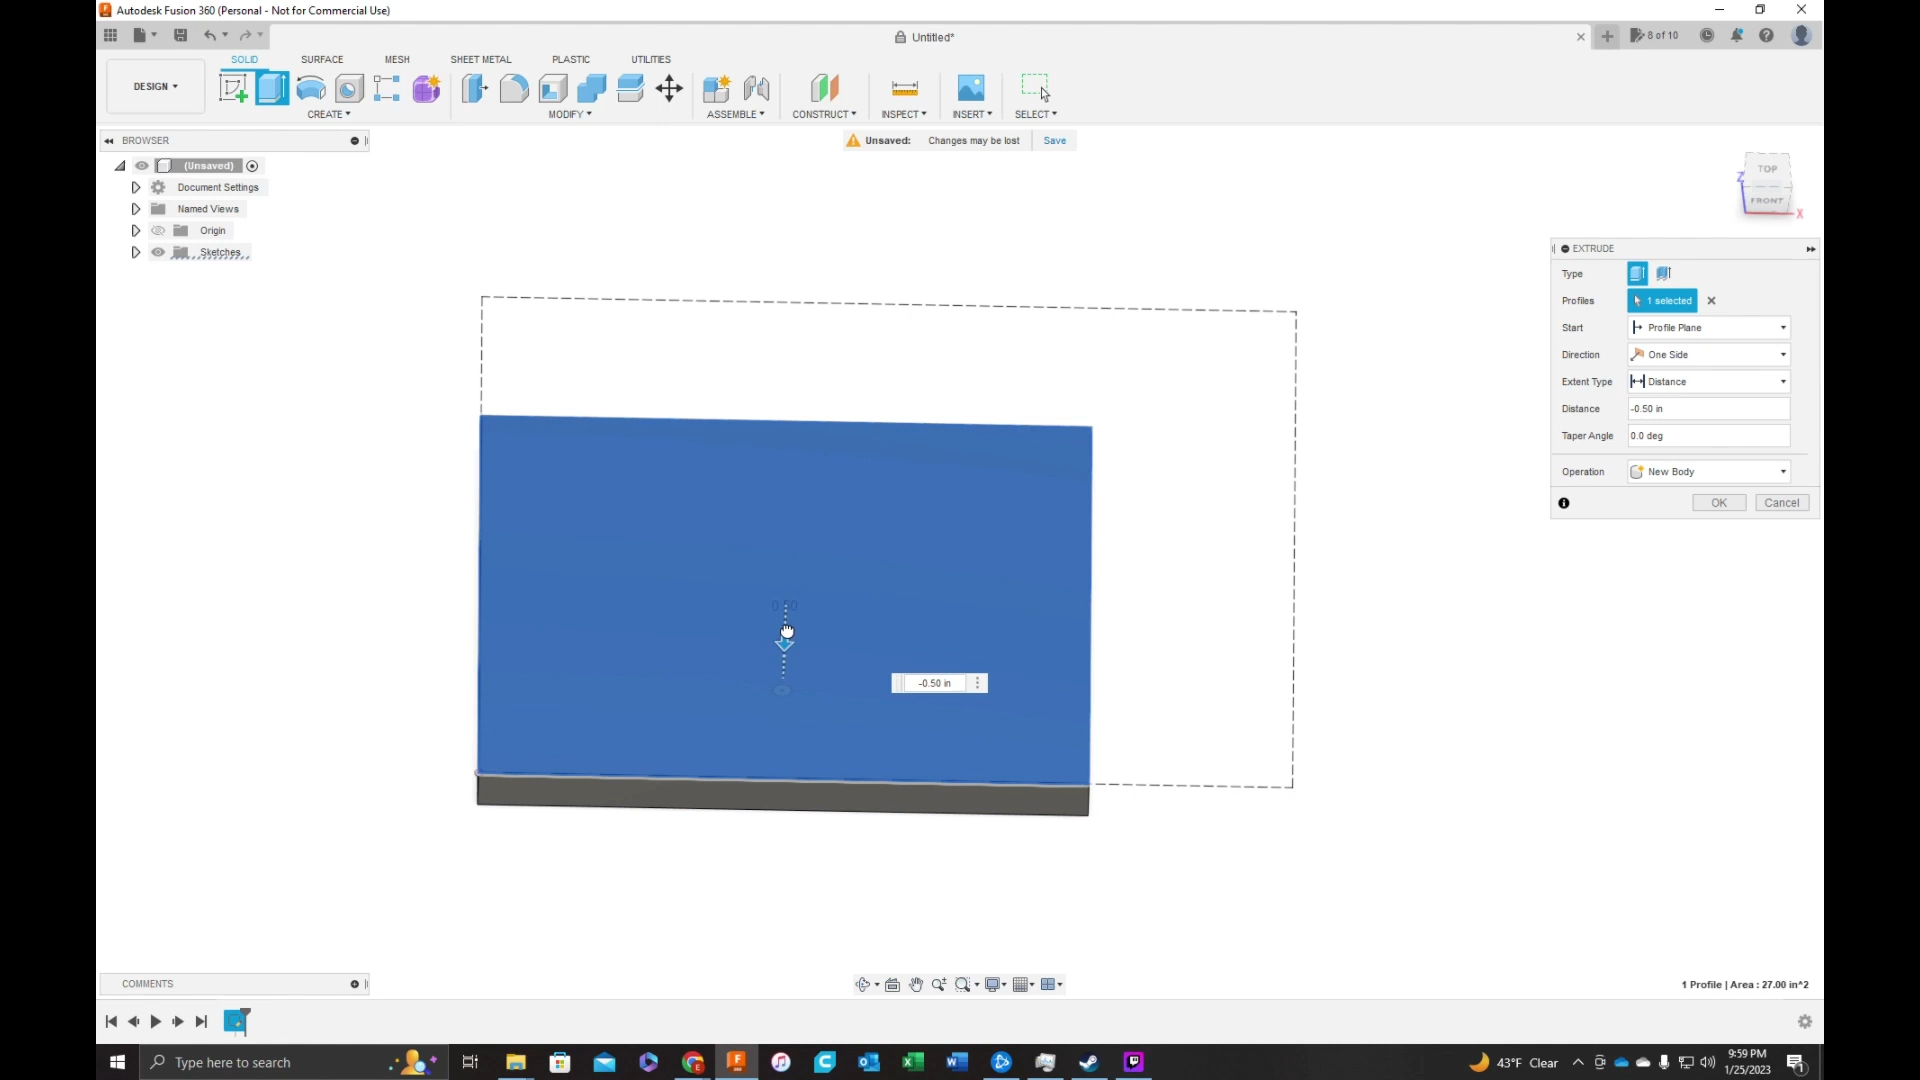 Autodesk Fusion 360 (Personal - Not for Commercial Use)
Untitled*
8 of 10
SOLID SURFACE MESH SHEET METAL PLASTIC UTILITIES
DESIGN
CREATE MODIFY ASSEMBLE CONSTRUCT INSPECT INSERT SELECT
BROWSER
Unsaved: Changes may be lost Save
(Unsaved)
Document Settings
Named Views
Origin
Sketches
TOP
FRONT
Z
X
EXTRUDE
Type
Profiles 1 selected
Start Profile Plane
Direction One Side
Extent Type Distance
Distance -0.50 in
Taper Angle 0.0 deg
Operation New Body
OK Cancel
0.50
-0.50 in
COMMENTS
1 Profile | Area : 27.00 in^2
Type here to search
43°F Clear
9:59 PM
1/25/2023
1